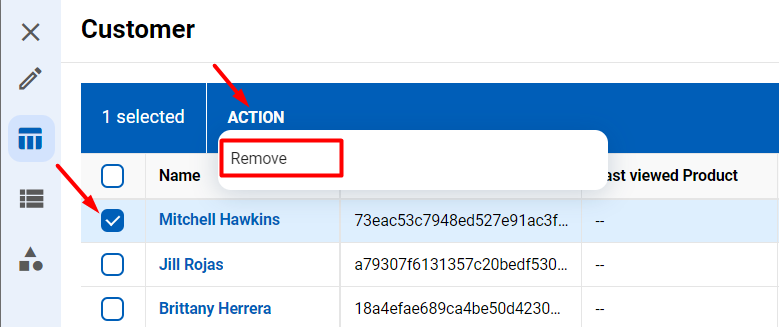 Customer
1 selected
ACTION
Remove
Name
ast viewed Product
Mitchell Hawkins 73eac53c7948ed527e91ac3f... --
Jill Rojas a79307f6131357c20bedf530... --
Brittany Herrera 18a4efae689ca4be50d4230... --